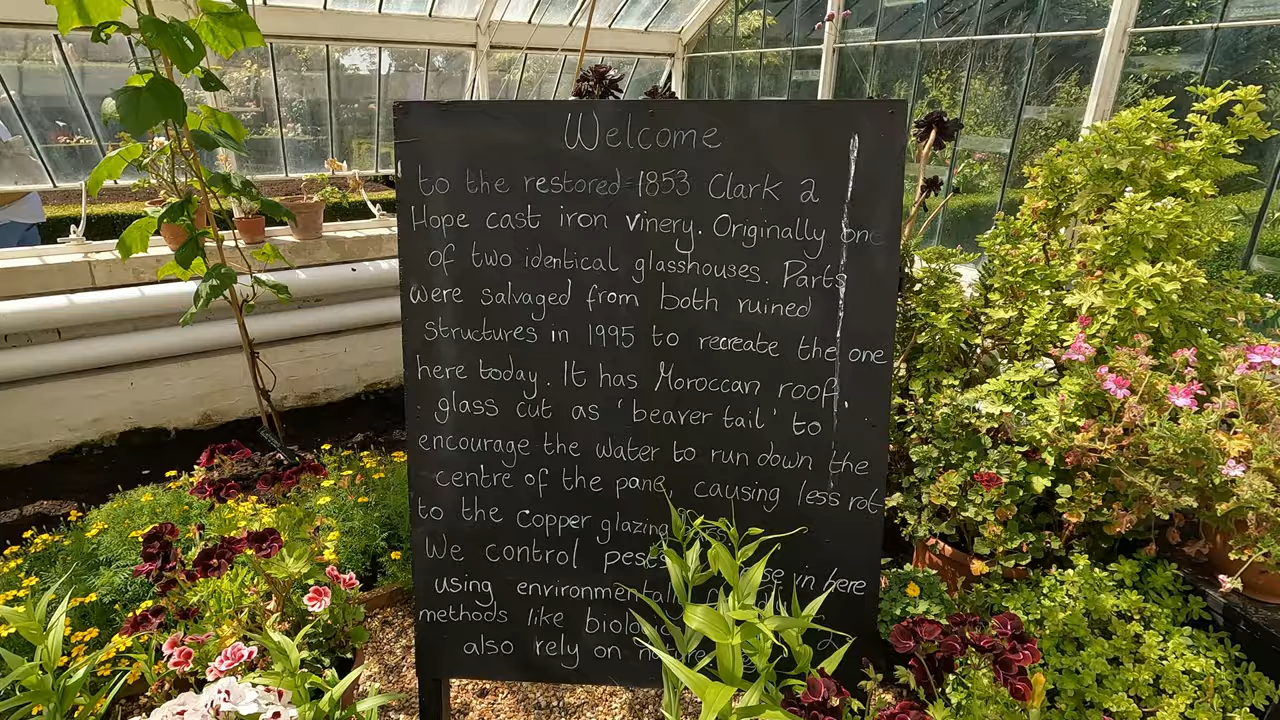 Welcome
to the restored 1853 Clark &
Hope cast iron vinery. Originally one
of two identical glasshouses. Parts
were salvaged from both ruined
structures in 1995 to recreate the one
here today. It has Moroccan roof
glass cut as 'beaver tail' to
encourage the water to run down the
centre of the pane, causing less rot
to the copper glazing
We control in here
using
methods like
also rely on